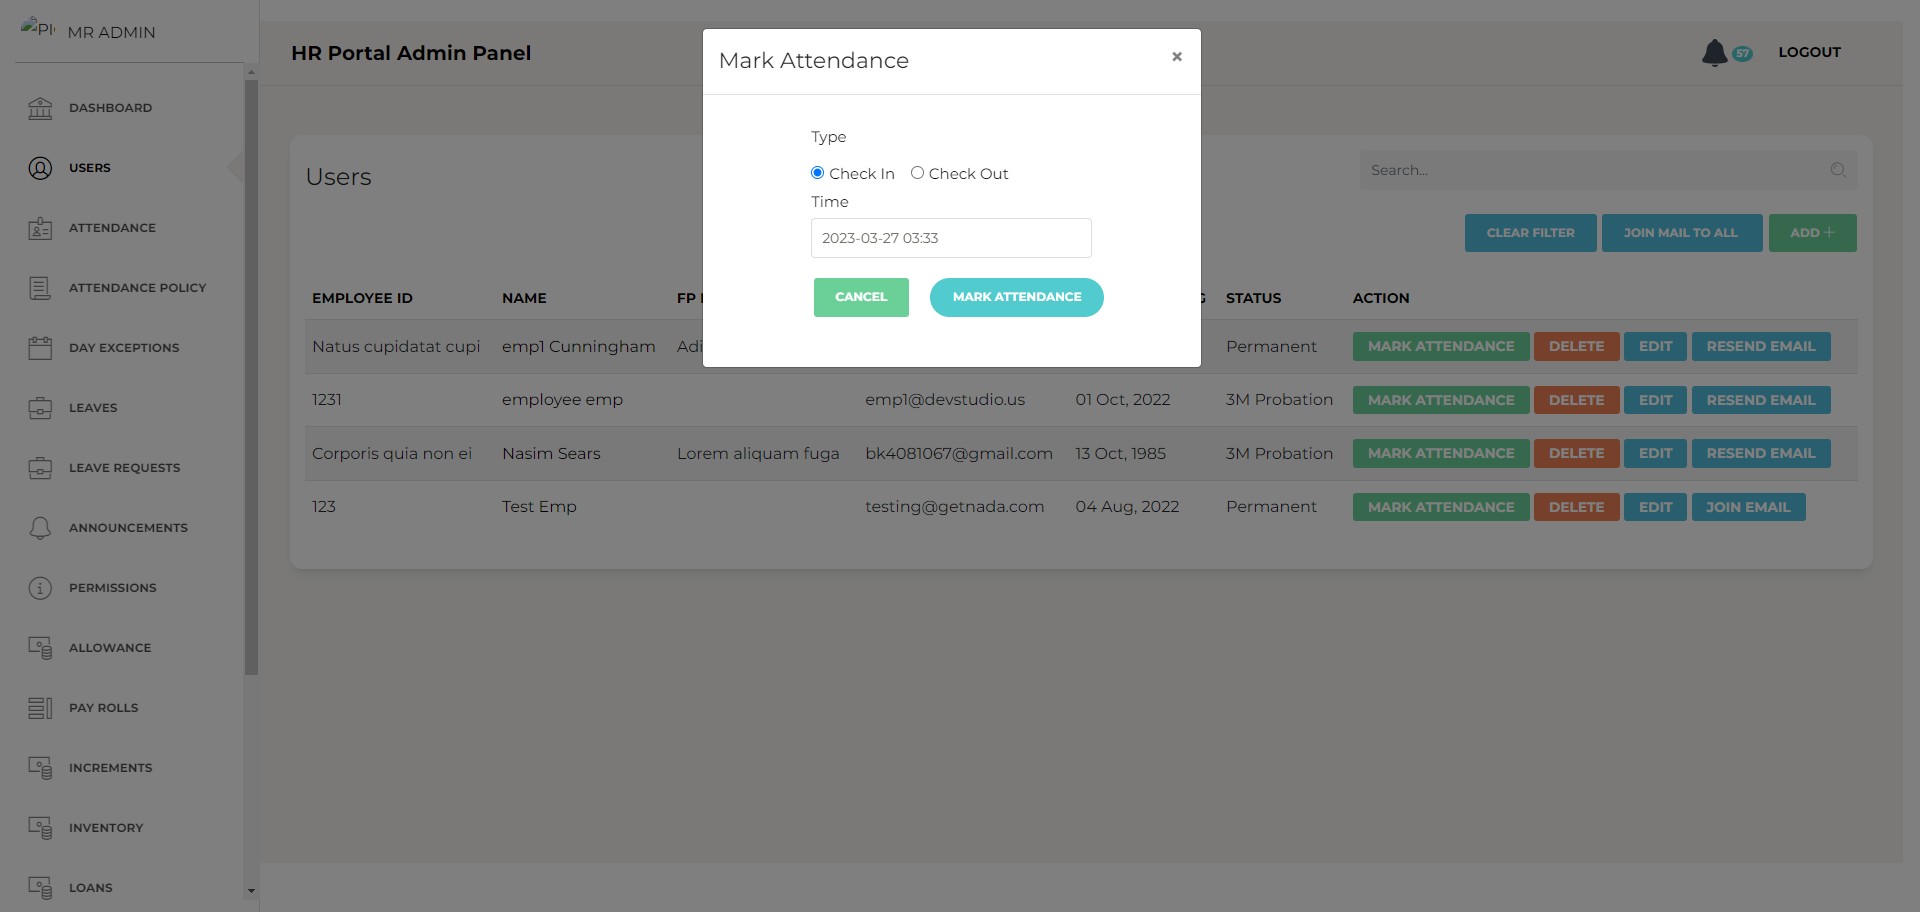 MR ADMIN
DASHBOARD
USERS
ATTENDANCE
ATTENDANCE POLICY
DAY EXCEPTIONS
LEAVES
LEAVE REQUESTS
ANNOUNCEMENTS
PERMISSIONS
ALLOWANCE
PAY ROLLS
INCREMENTS
INVENTORY
LOANS
HR Portal Admin Panel
57 LOGOUT
Mark Attendance ×
Type
Check In Check Out
Time
2023-03-27 03:33
CANCEL MARK ATTENDANCE
Users
Search...
CLEAR FILTER JOIN MAIL TO ALL ADD +
EMPLOYEE ID NAME FP STATUS ACTION
Natus cupidatat cupi emp1 Cunningham Adi Permanent MARK ATTENDANCE DELETE EDIT RESEND EMAIL
1231 employee emp emp1@devstudio.us 01 Oct, 2022 3M Probation MARK ATTENDANCE DELETE EDIT RESEND EMAIL
Corporis quia non ei Nasim Sears Lorem aliquam fuga bk4081067@gmail.com 13 Oct, 1985 3M Probation MARK ATTENDANCE DELETE EDIT RESEND EMAIL
123 Test Emp testing@getnada.com 04 Aug, 2022 Permanent MARK ATTENDANCE DELETE EDIT JOIN EMAIL